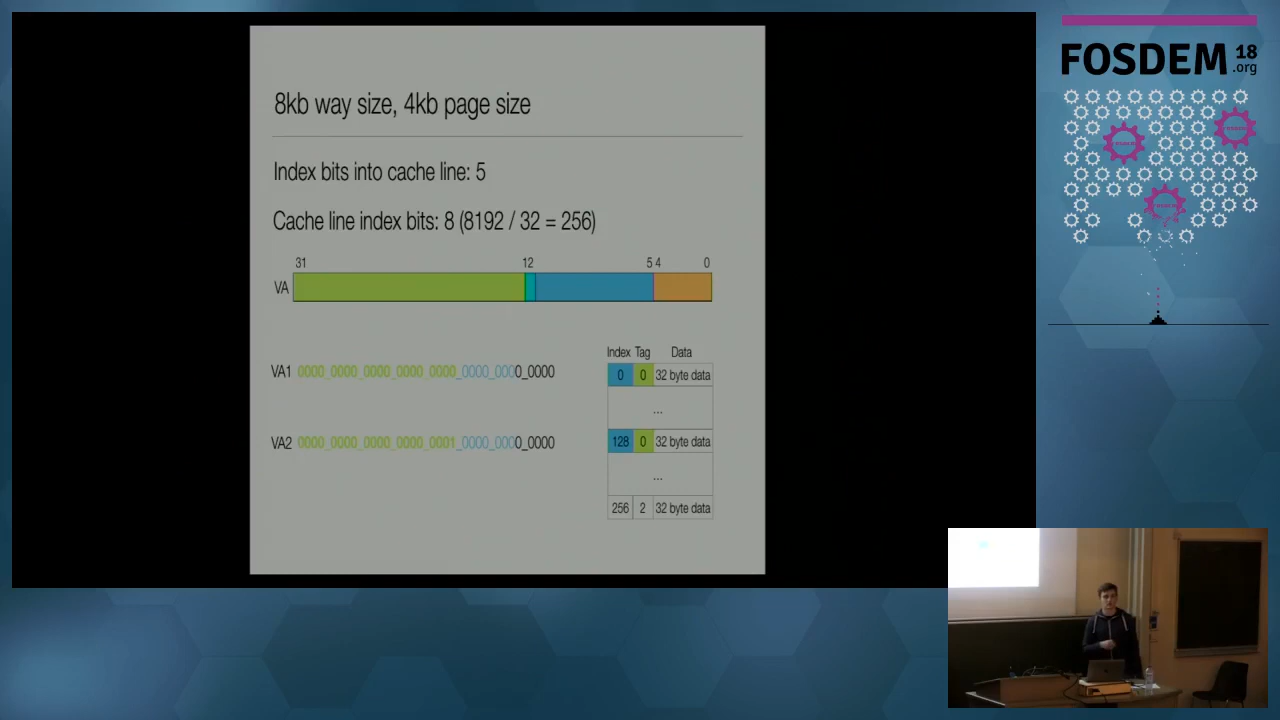 8kb way size, 4kb page size
Index bits into cache line: 5
Cache line index bits: 8 (8192 / 32 = 256)
31 12 5 4 0
VA
Index Tag Data
VA1 0000_0000_0000_0000_0000_0000_0000_0000
0 0 32 byte data
...
VA2 0000_0000_0000_0000_0001_0000_0000_0000
128 0 32 byte data
...
256 2 32 byte data
FOSDEM 18
.org